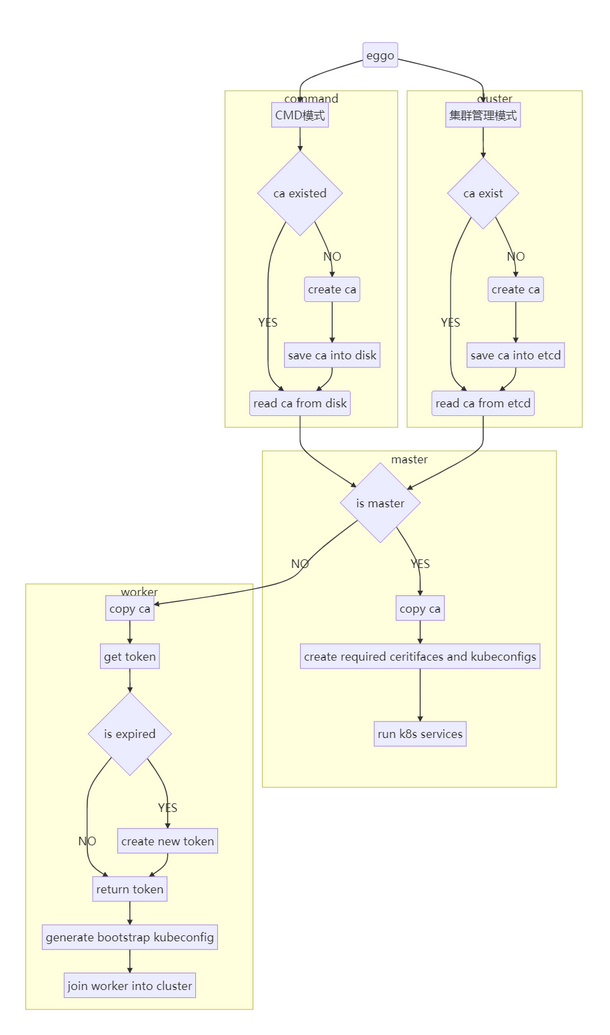 eggo
command
CMD模式
ca existed
NO
create ca
YES
save ca into disk
read ca from disk
cluster
集群管理模式
ca exist
NO
create ca
YES
save ca into etcd
read ca from etcd
master
is master
NO
YES
copy ca
create required ceritifaces and kubeconfigs
run k8s services
worker
copy ca
get token
is expired
YES
NO
create new token
return token
generate bootstrap kubeconfig
join worker into cluster